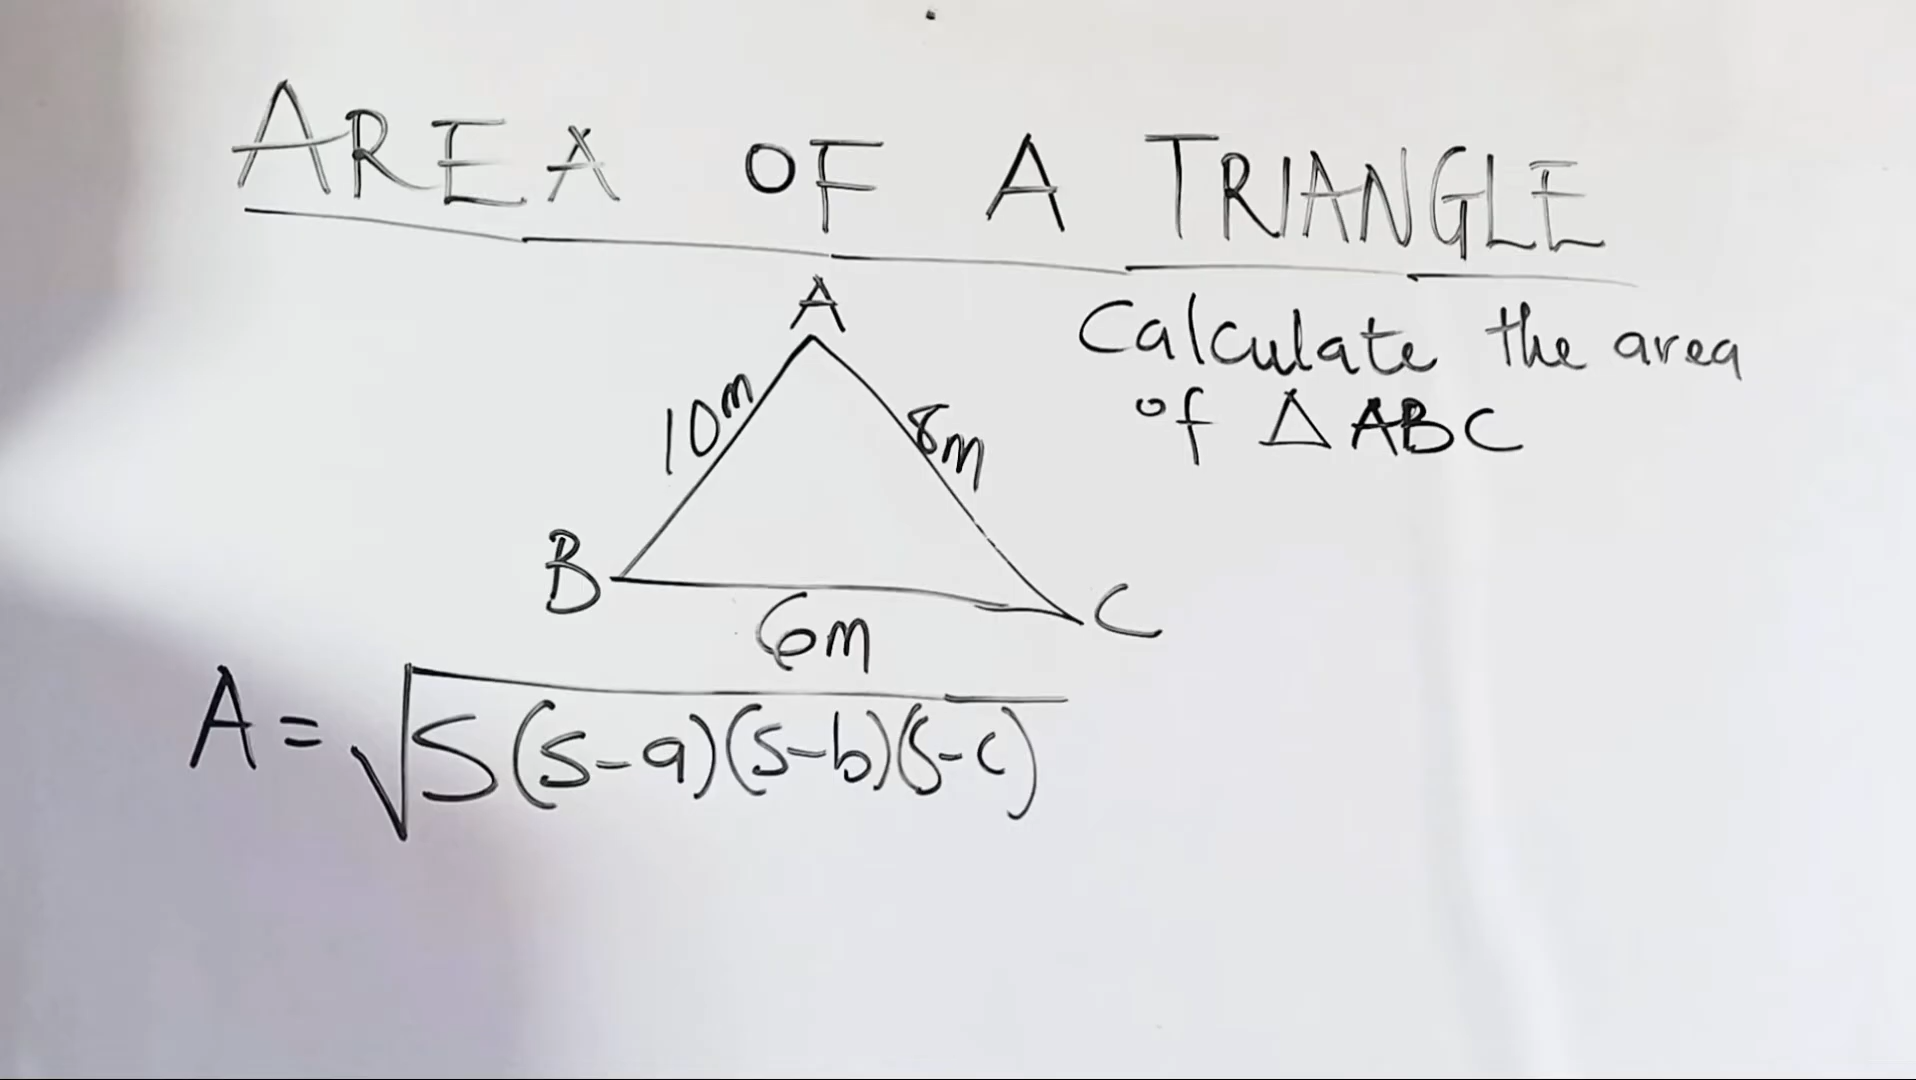 AREA OF A TRIANGLE
Calculate the area
of △ ABC
A
10m
8m
B
C
6m
A = √S(s-a)(s-b)(s-c)